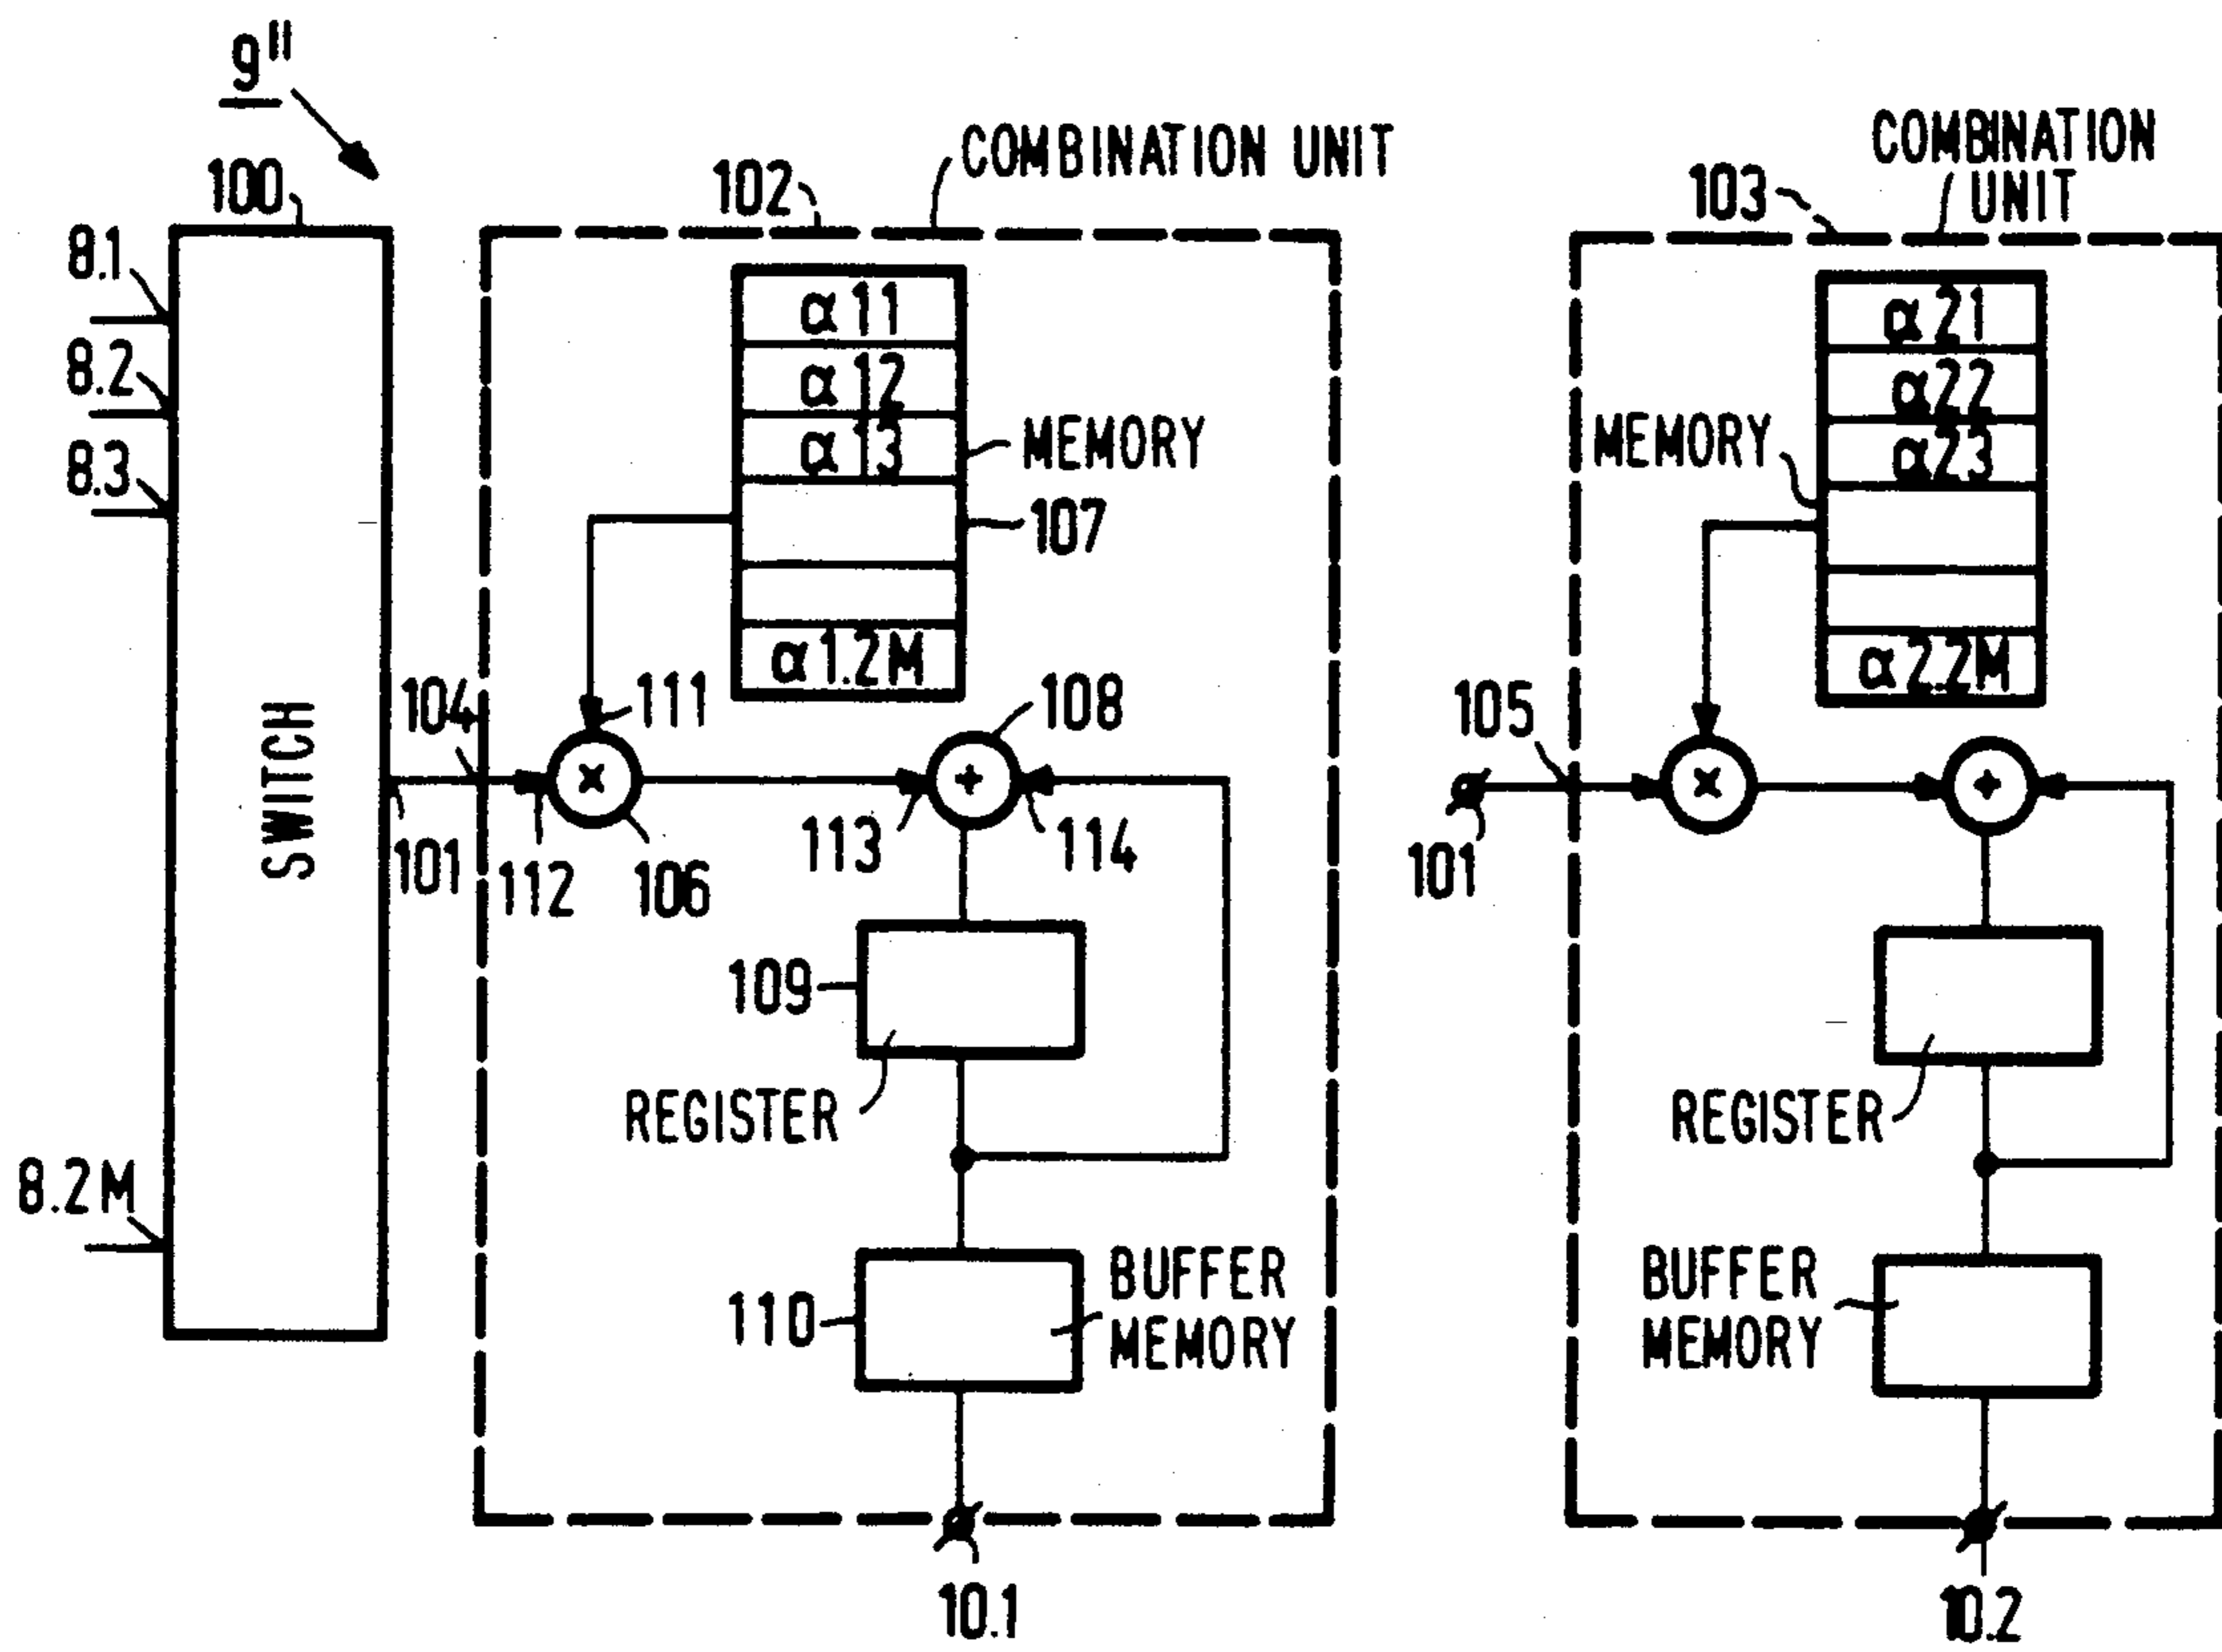 9"
100
8.1
8.2
8.3
8.2M
SWITCH
104
101
102
COMBINATION UNIT
α11
α12
α13
α1.2M
MEMORY
107
111
112
106
108
113
114
109
REGISTER
110
BUFFER
MEMORY
10.1
103
COMBINATION
UNIT
α21
α22
α23
α2.2M
MEMORY
105
101
REGISTER
BUFFER
MEMORY
10.2